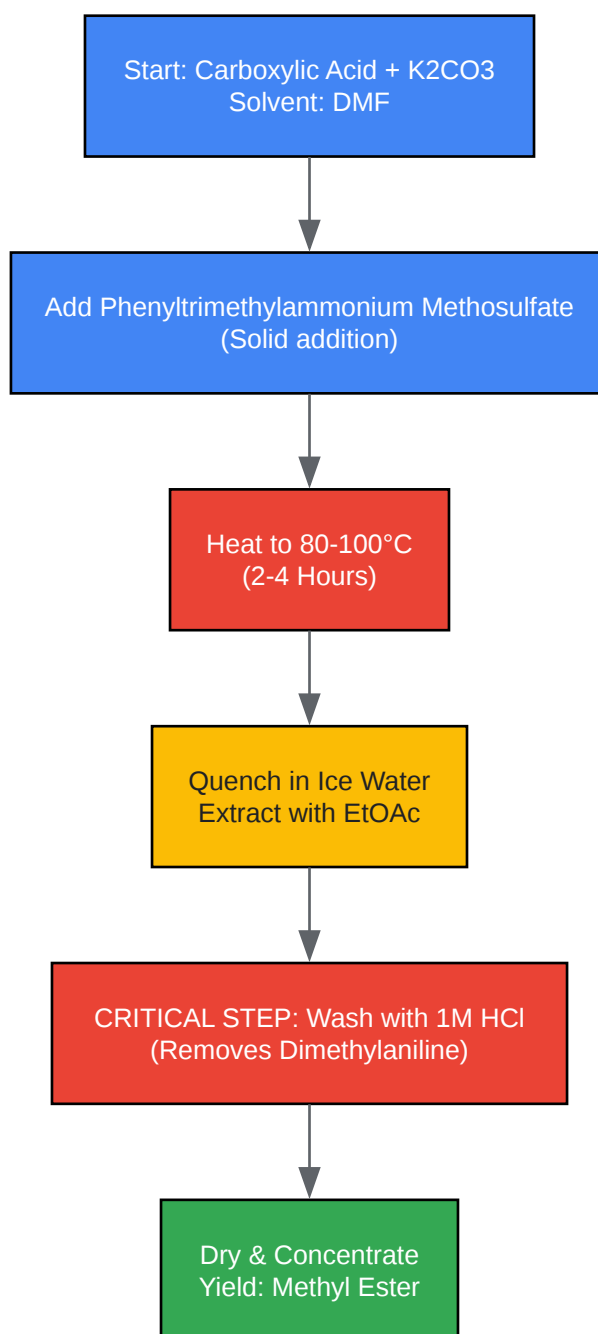 Start: Carboxylic Acid + K2CO3
Solvent: DMF
Add Phenyltrimethylammonium Methosulfate
(Solid addition)
Heat to 80-100°C
(2-4 Hours)
Quench in Ice Water
Extract with EtOAc
CRITICAL STEP: Wash with 1M HCl
(Removes Dimethylaniline)
Dry & Concentrate
Yield: Methyl Ester